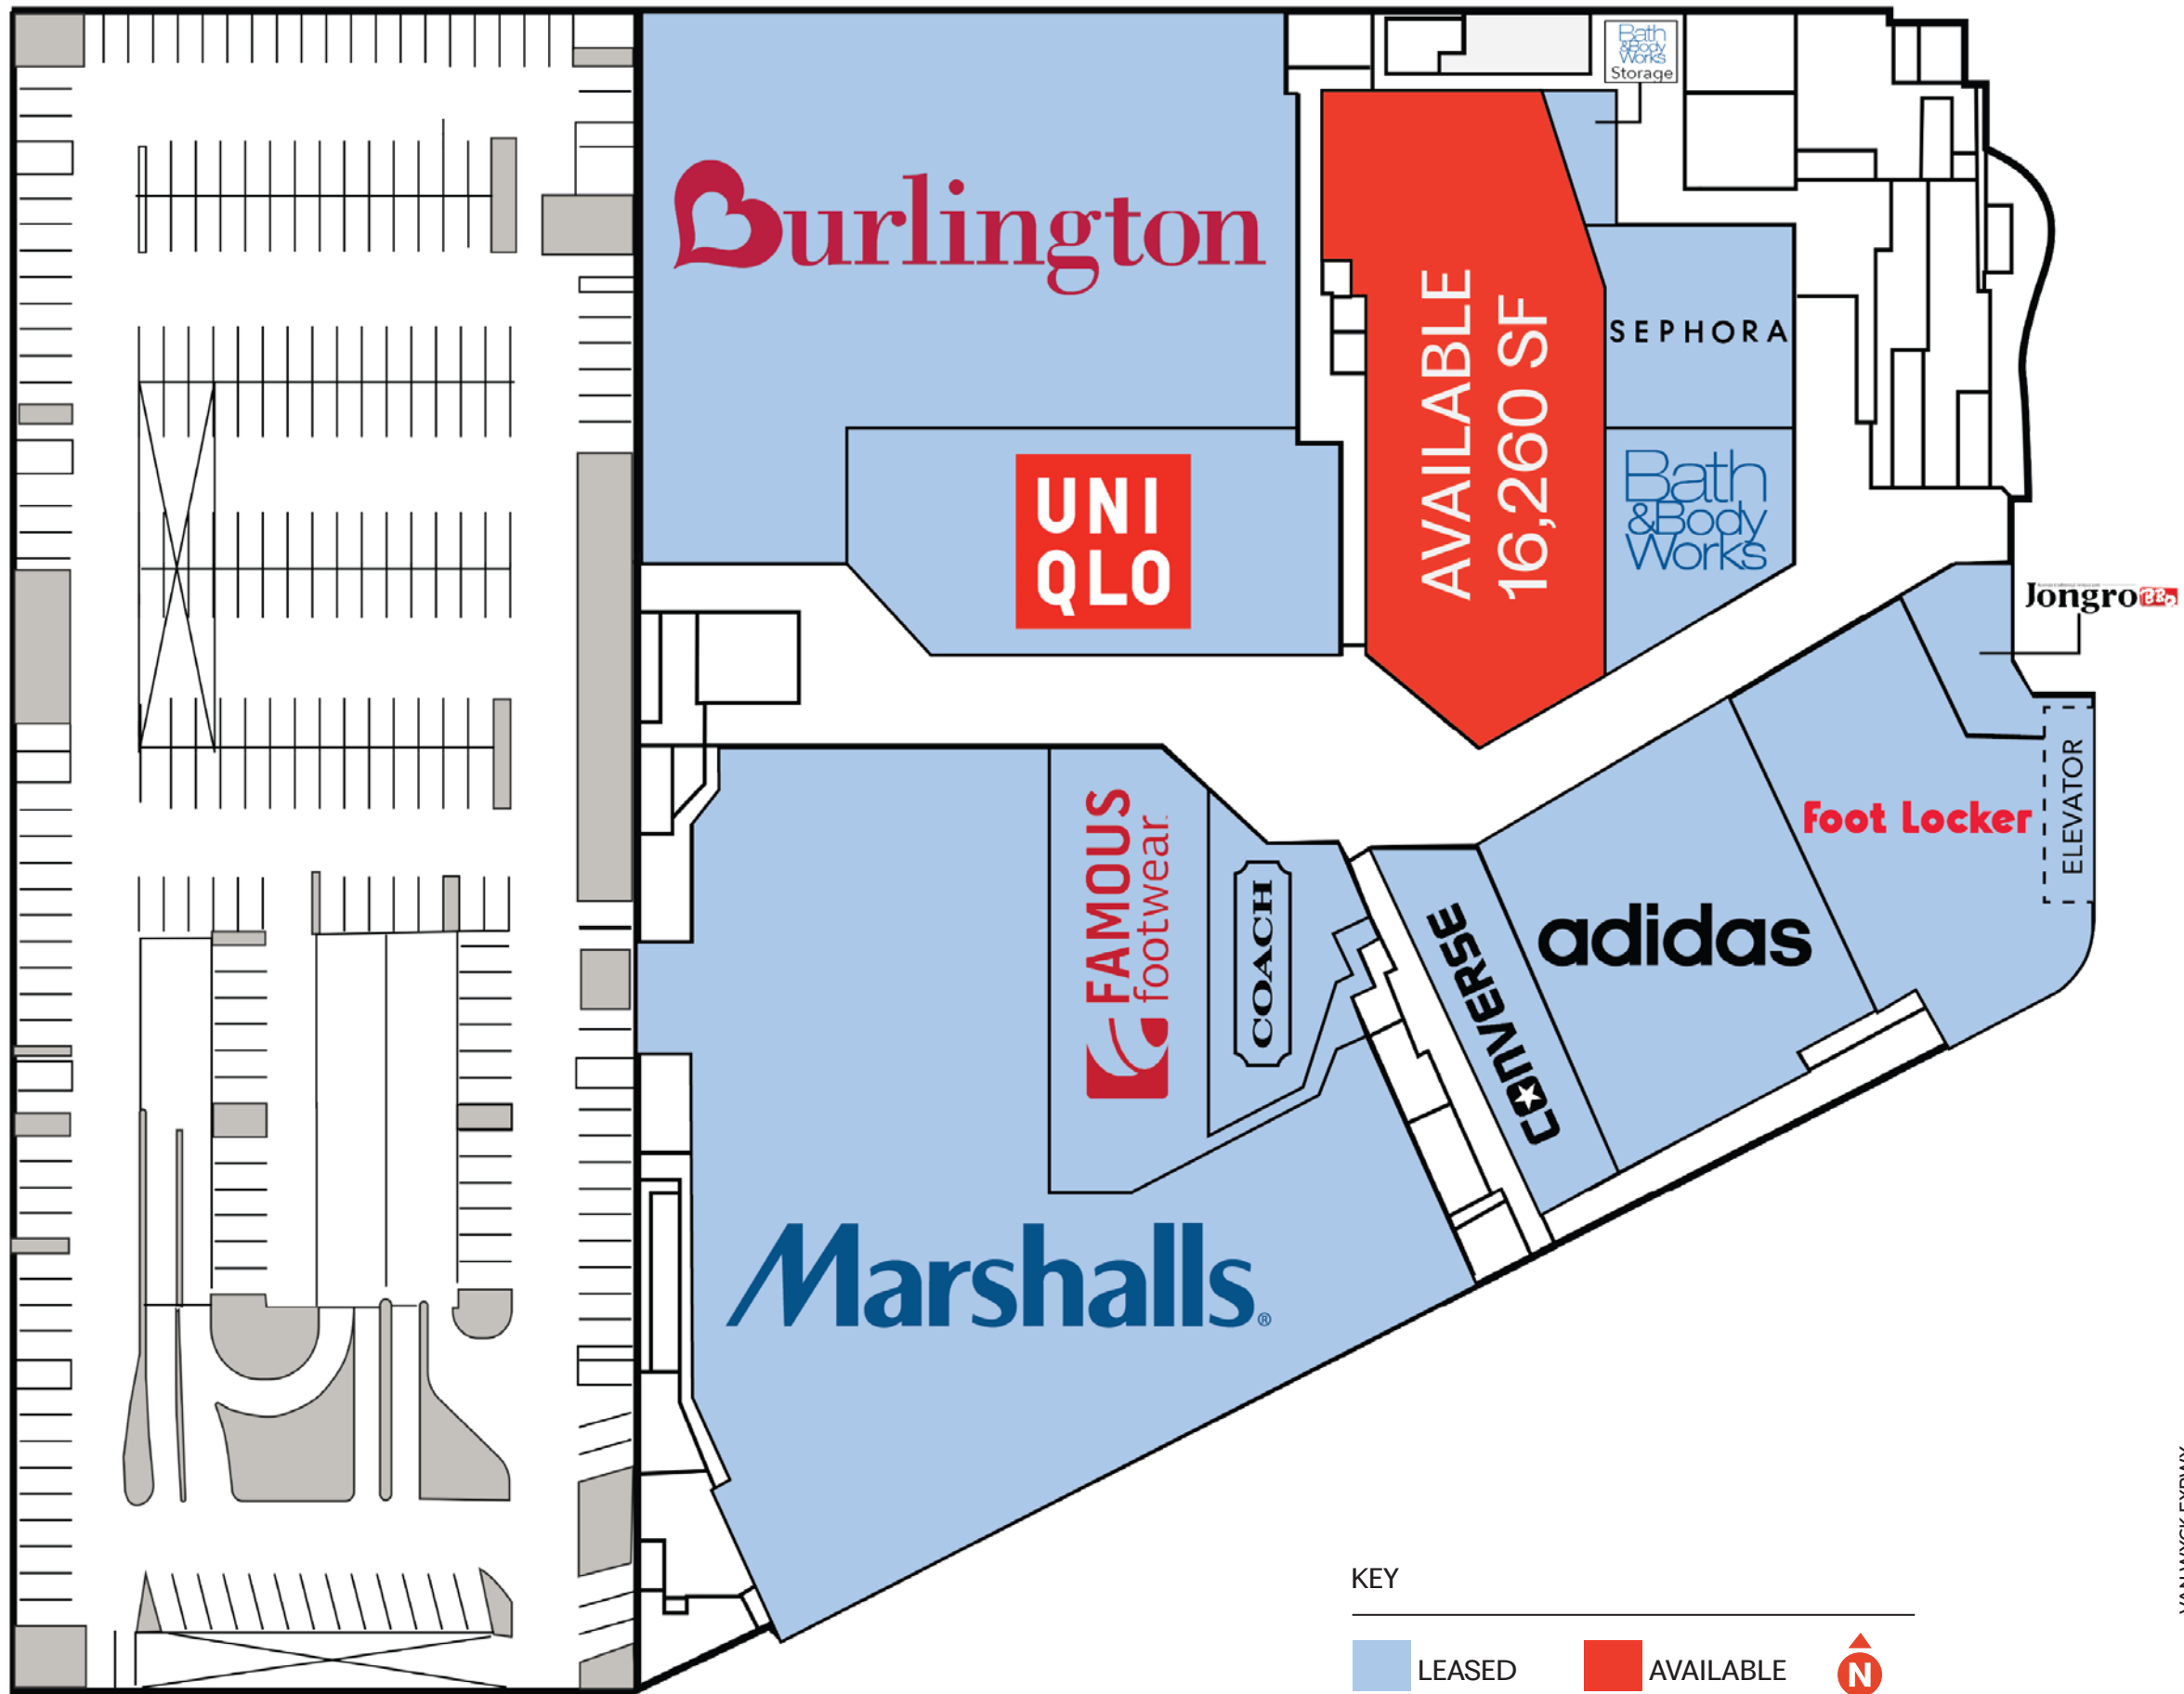 Bath
&Body
Works
Storage
Burlington
AVAILABLE
16,260 SF
SEPHORA
UNI
QLO
Bath
&Body
Works
Jongro BBQ
FAMOUS
footwear
COACH
CONVERSE
adidas
Foot Locker
ELEVATOR
Marshalls®
KEY
LEASED
AVAILABLE
N